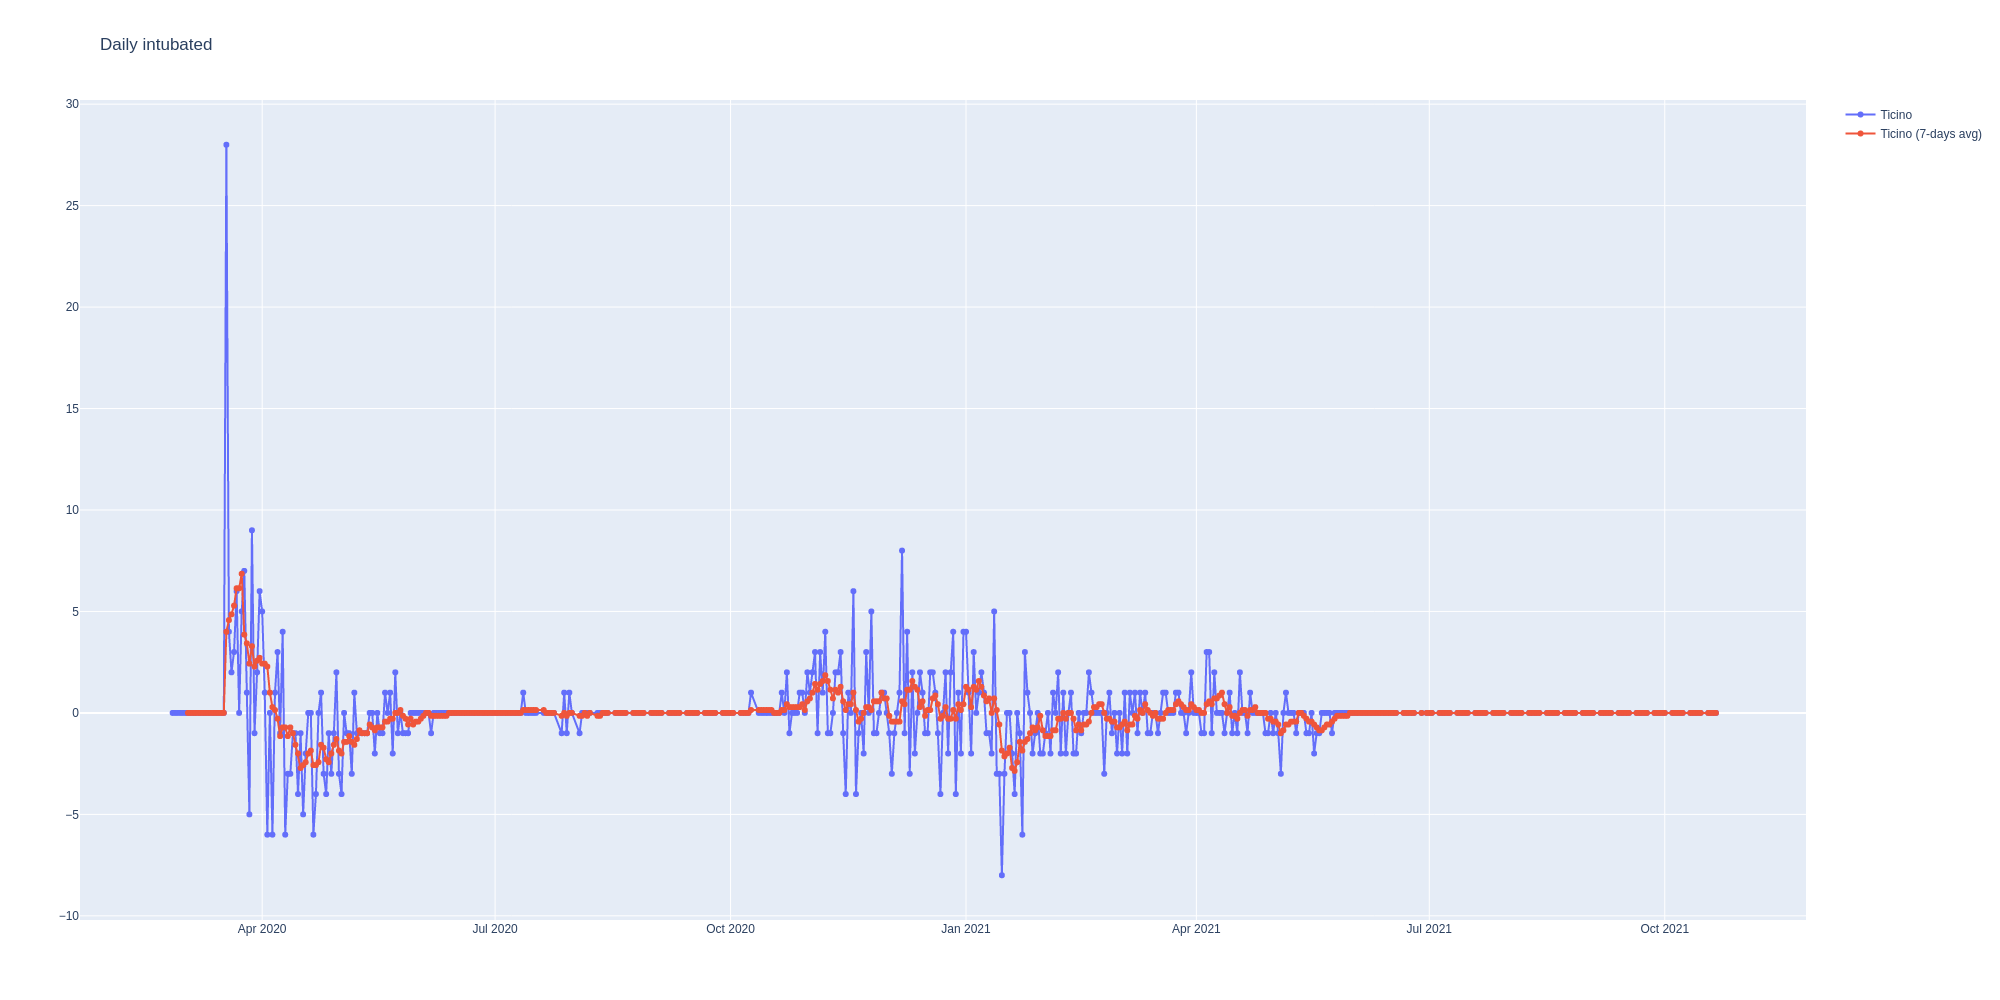 Daily intubated
30
25
20
15
10
5
0
−5
−10
Apr 2020
Jul 2020
Oct 2020
Jan 2021
Apr 2021
Jul 2021
Oct 2021
Ticino
Ticino (7-days avg)